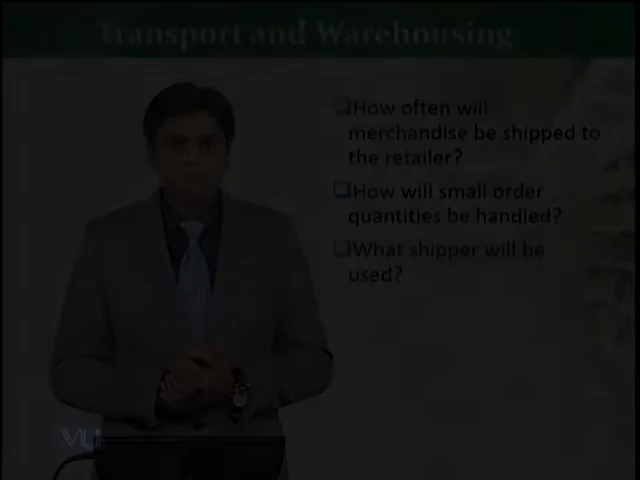 Transport and Warehousing
How often will
merchandise be shipped to
the retailer?
How will small order
quantities be handled?
What shipper will be
used?
VU